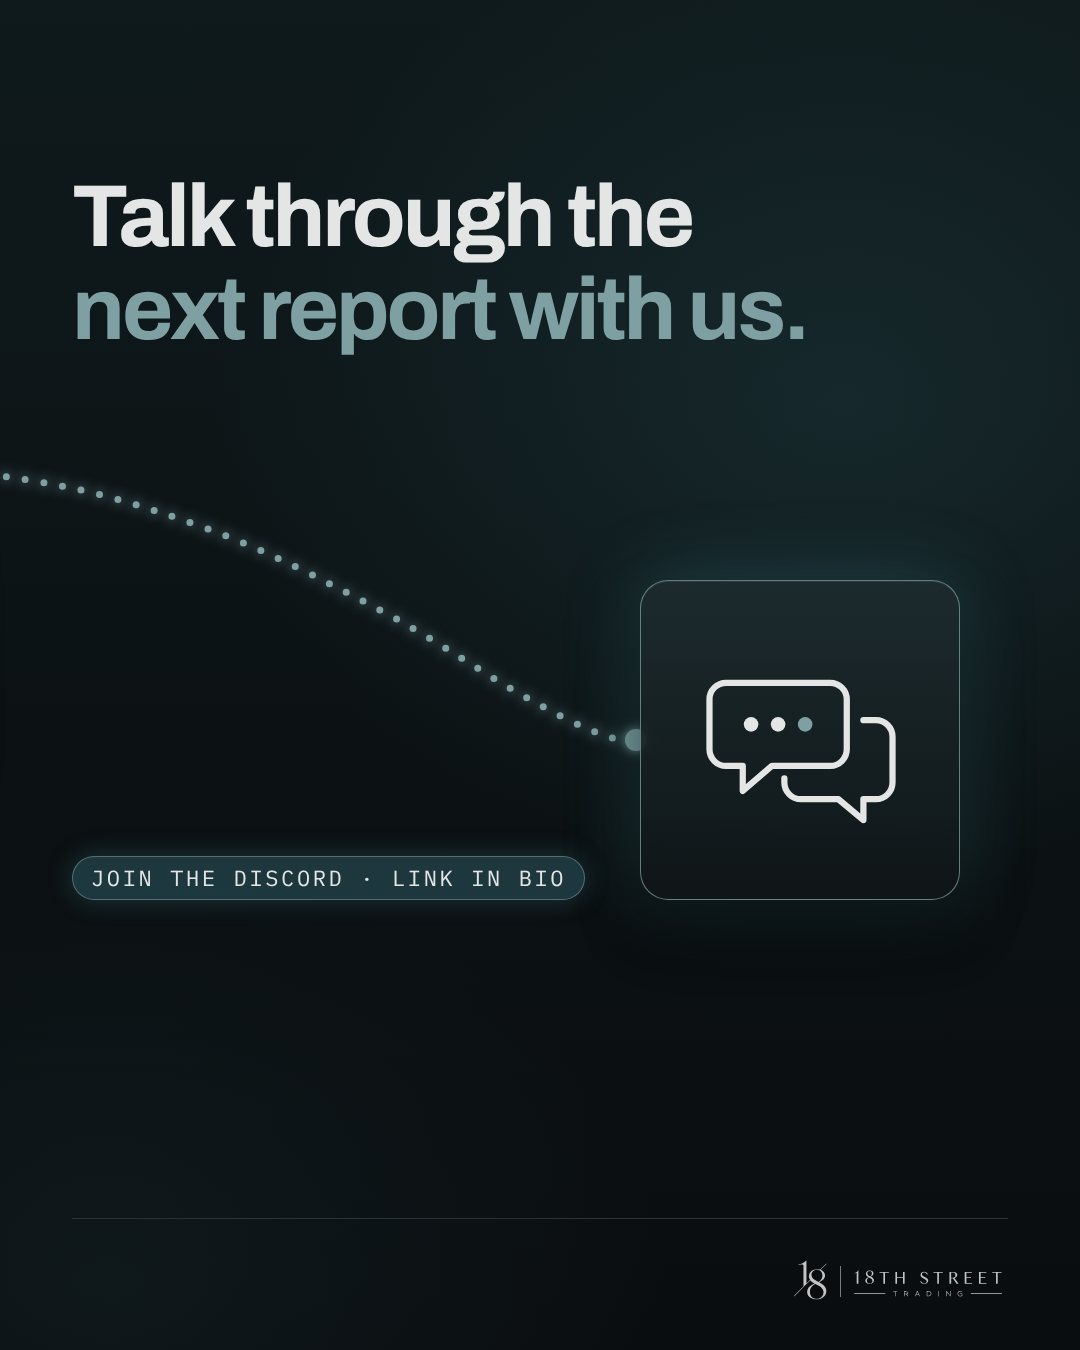 Talk through the
next report with us.
JOIN THE DISCORD · LINK IN BIO
18 18TH STREET
TRADING